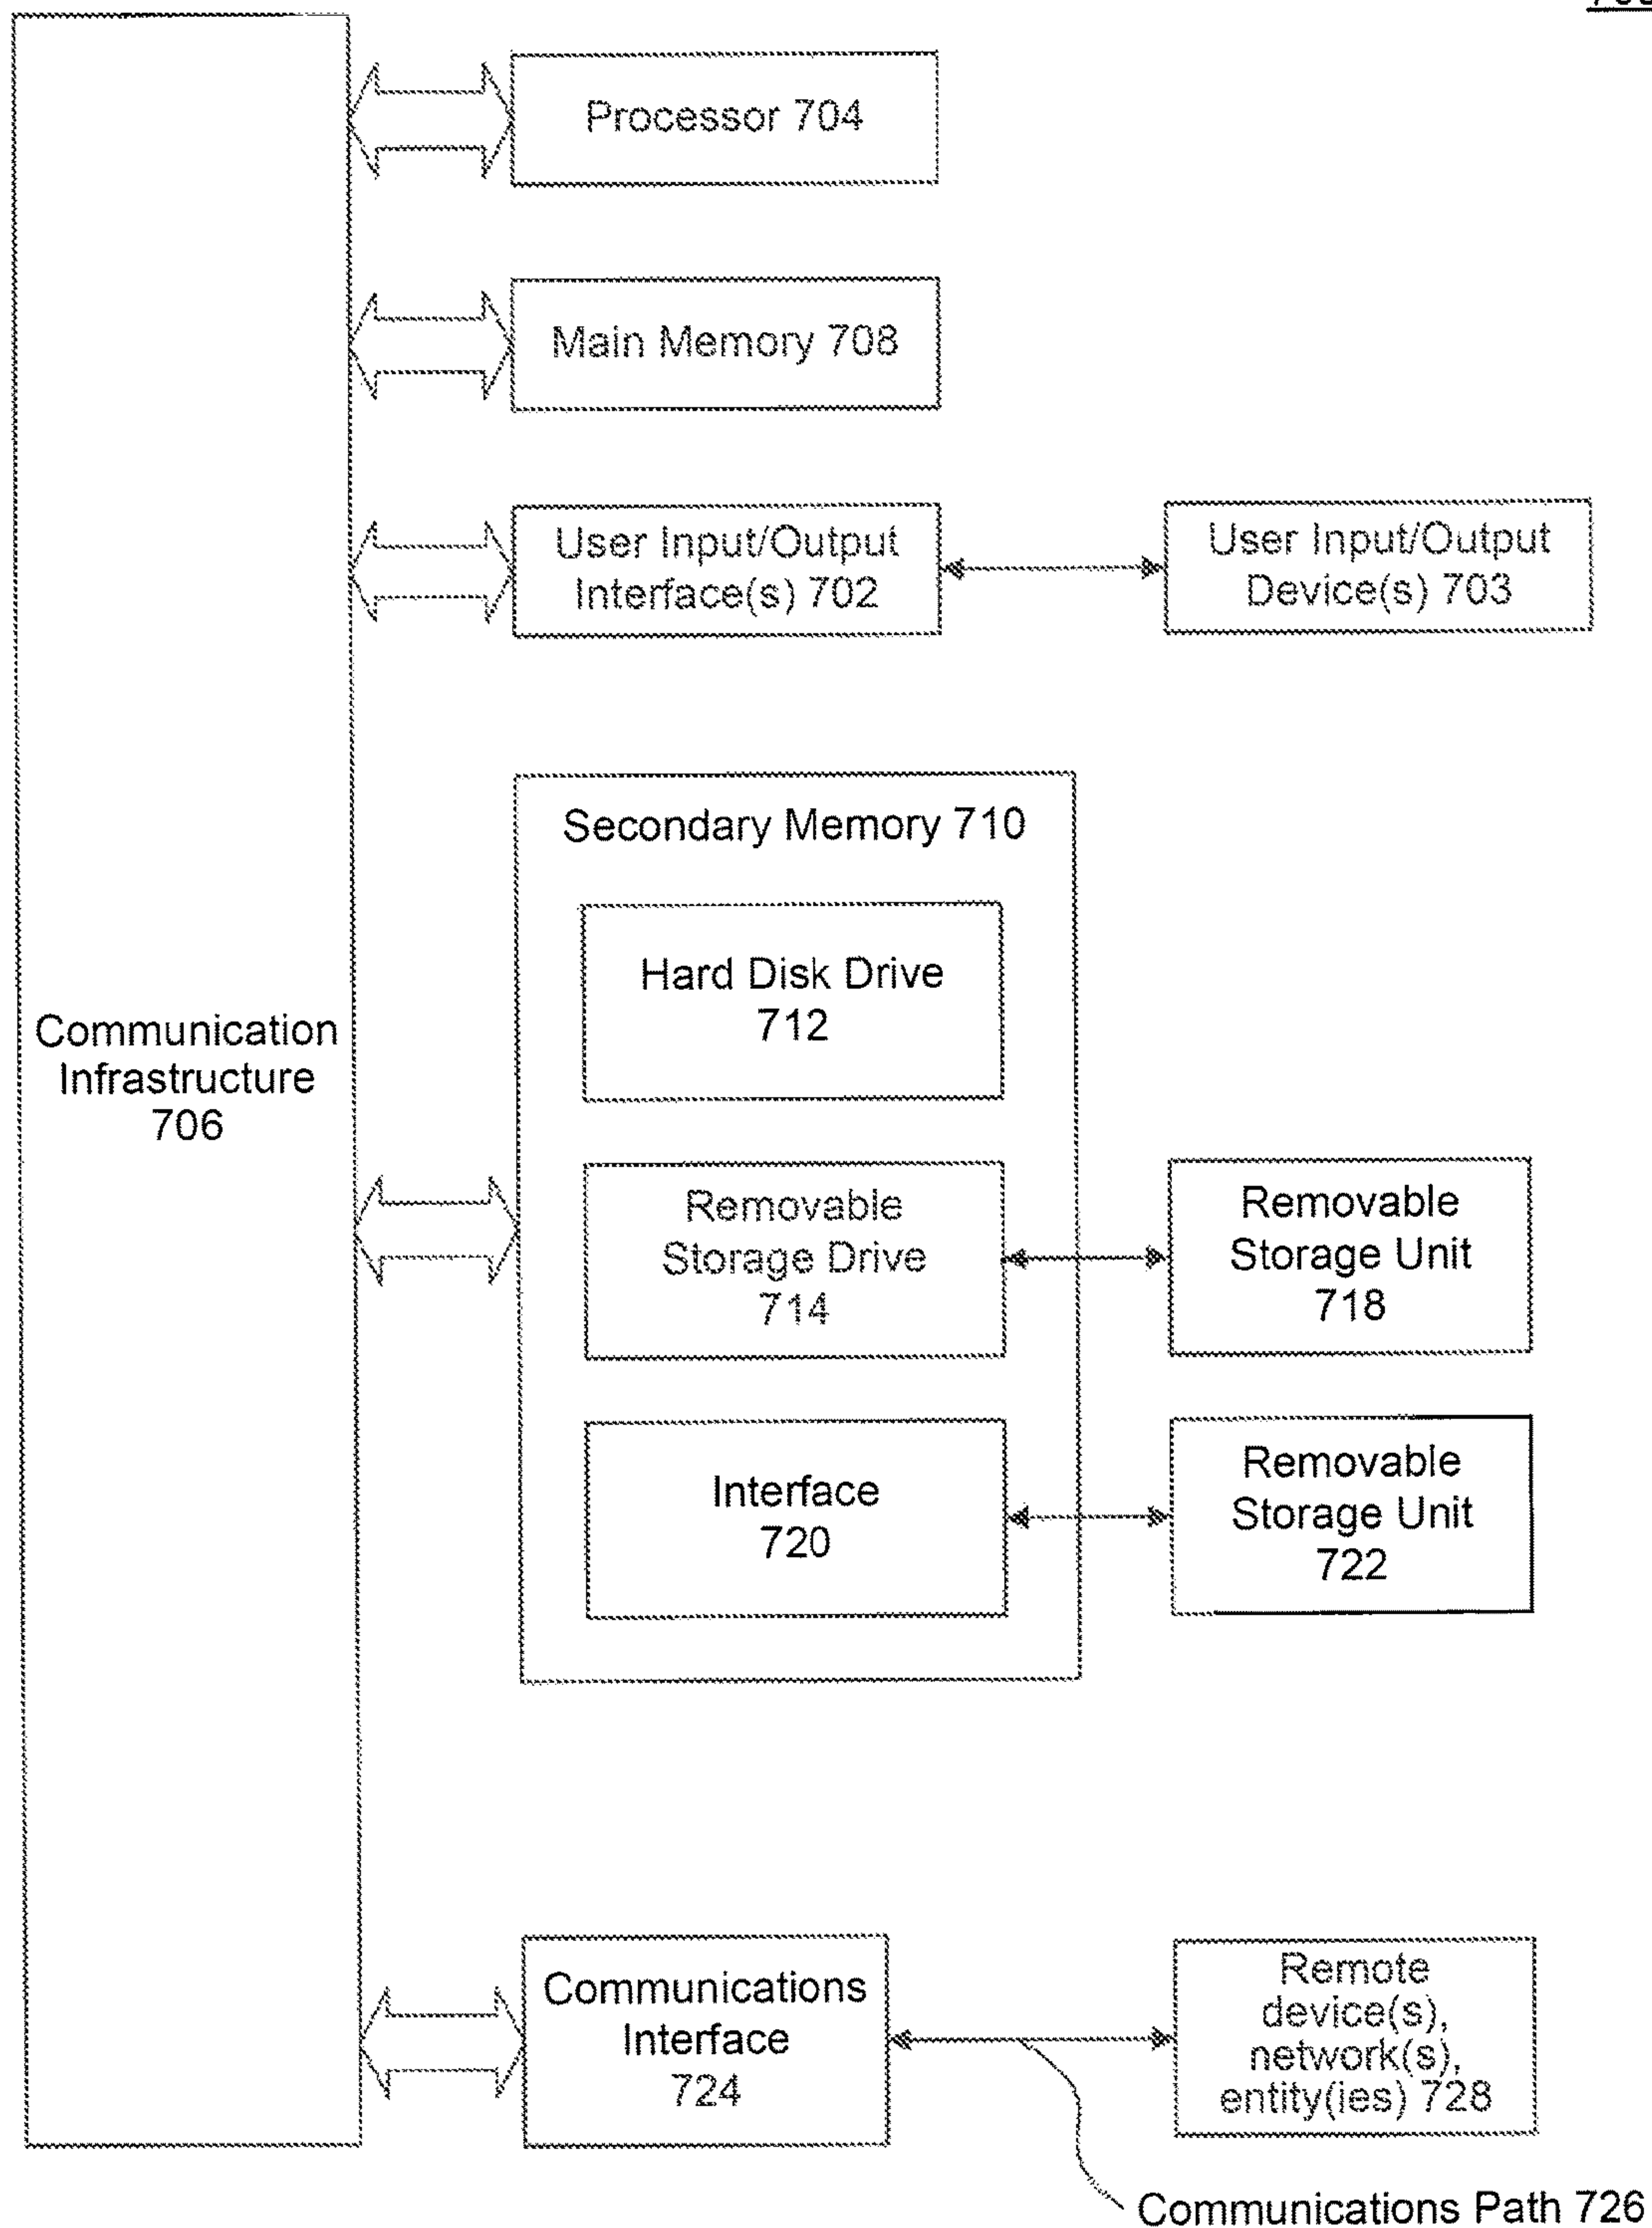 Processor 704
Main Memory 708
User Input/Output
Interface(s) 702
User Input/Output
Device(s) 703
Secondary Memory 710
Hard Disk Drive
712
Communication
Infrastructure
706
Removable
Storage Drive
714
Removable
Storage Unit
718
Interface
720
Removable
Storage Unit
722
Communications
Interface
724
Remote
device(s),
network(s),
entity(ies) 728
Communications Path 726